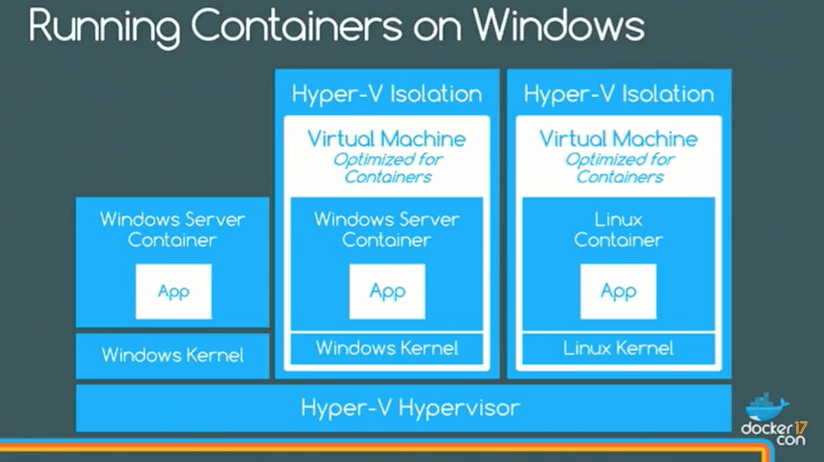 Running Containers on Windows
Windows Server
Container
App
Windows Kernel
Hyper-V Isolation
Virtual Machine
Optimized for
Containers
Windows Server
Container
App
Windows Kernel
Hyper-V Isolation
Virtual Machine
Optimized for
Containers
Linux
Container
App
Linux Kernel
Hyper-V Hypervisor
docker 17
con